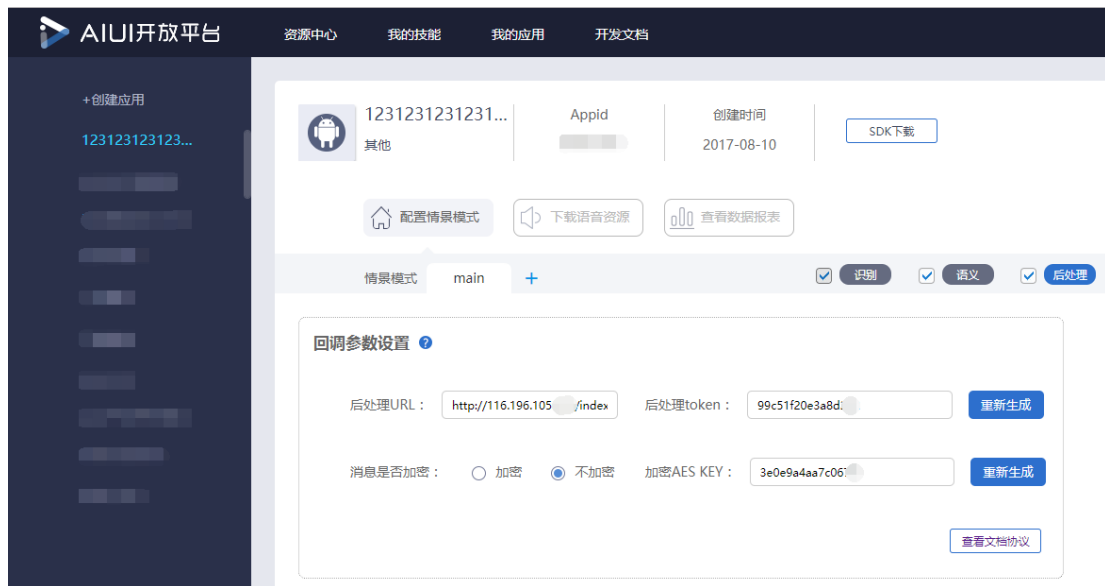 AIUI开放平台 资源中心 我的技能 我的应用 开发文档
+创建应用
123123123123...
1231231231231... Appid 创建时间 SDK下载
其他 2017-08-10
配置情景模式 下载语音资源 查看数据报表
情景模式 main + 识别 语义 后处理
回调参数设置 ?
后处理URL： http://116.196.105 /index 后处理token： 99c51f20e3a8d 重新生成
消息是否加密： 加密 不加密 加密AES KEY： 3e0e9a4aa7c06 重新生成
查看文档协议